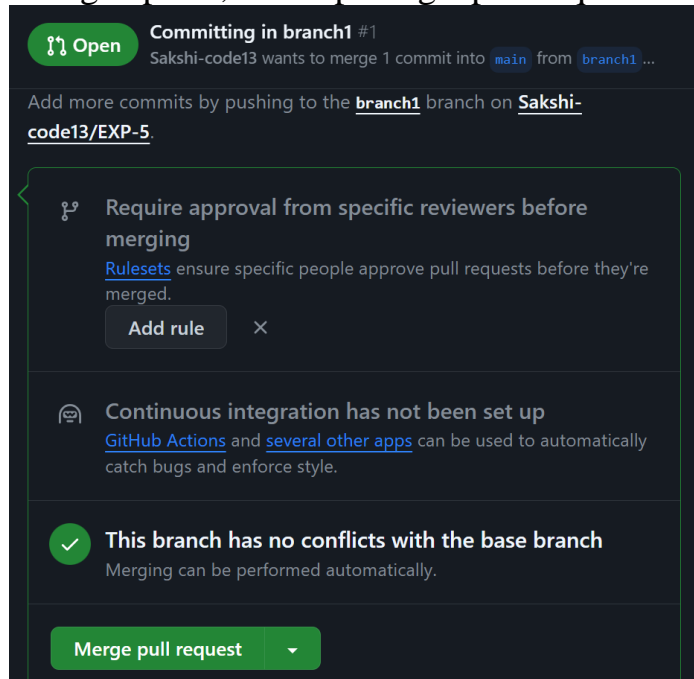 Open
Committing in branch1 #1
Sakshi-code13 wants to merge 1 commit into main from branch1 ...
Add more commits by pushing to the branch1 branch on Sakshi-
code13/EXP-5.
Require approval from specific reviewers before
merging
Rulesets ensure specific people approve pull requests before they're
merged.
Add rule
Continuous integration has not been set up
GitHub Actions and several other apps can be used to automatically
catch bugs and enforce style.
This branch has no conflicts with the base branch
Merging can be performed automatically.
Merge pull request